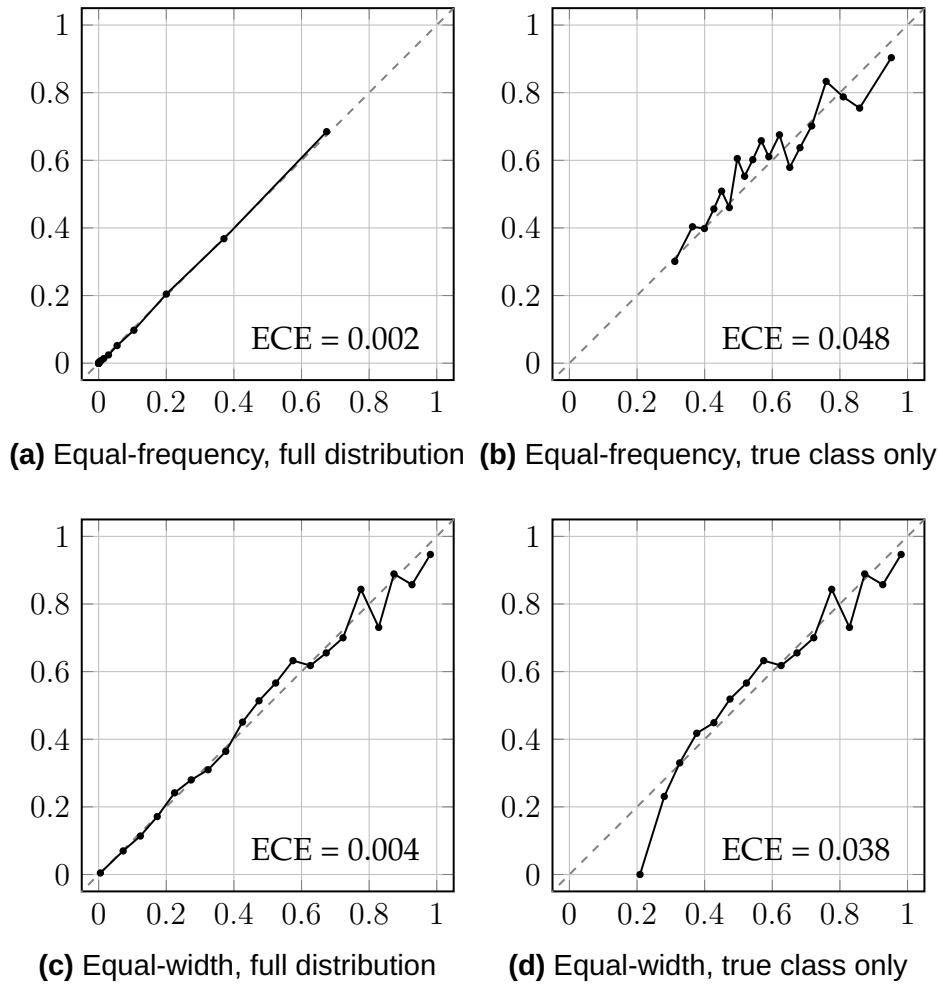 1
0.8
0.6
0.4
0.2
0
0 0.2 0.4 0.6 0.8 1
ECE = 0.002
(a) Equal-frequency, full distribution
1
0.8
0.6
0.4
0.2
0
0 0.2 0.4 0.6 0.8 1
ECE = 0.048
(b) Equal-frequency, true class only
1
0.8
0.6
0.4
0.2
0
0 0.2 0.4 0.6 0.8 1
ECE = 0.004
(c) Equal-width, full distribution
1
0.8
0.6
0.4
0.2
0
0 0.2 0.4 0.6 0.8 1
ECE = 0.038
(d) Equal-width, true class only